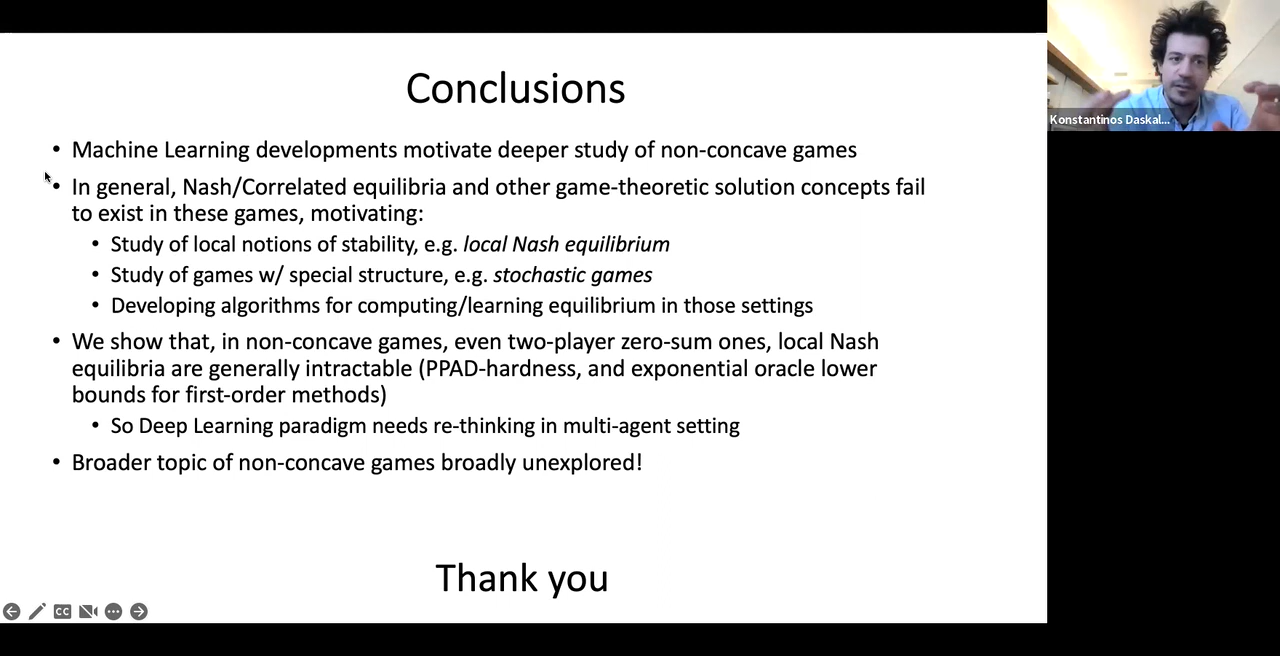 Conclusions
Konstantinos Daskal...
• Machine Learning developments motivate deeper study of non-concave games
• In general, Nash/Correlated equilibria and other game-theoretic solution concepts fail
to exist in these games, motivating:
• Study of local notions of stability, e.g. local Nash equilibrium
• Study of games w/ special structure, e.g. stochastic games
• Developing algorithms for computing/learning equilibrium in those settings
• We show that, in non-concave games, even two-player zero-sum ones, local Nash
equilibria are generally intractable (PPAD-hardness, and exponential oracle lower
bounds for first-order methods)
• So Deep Learning paradigm needs re-thinking in multi-agent setting
• Broader topic of non-concave games broadly unexplored!
Thank you
CC